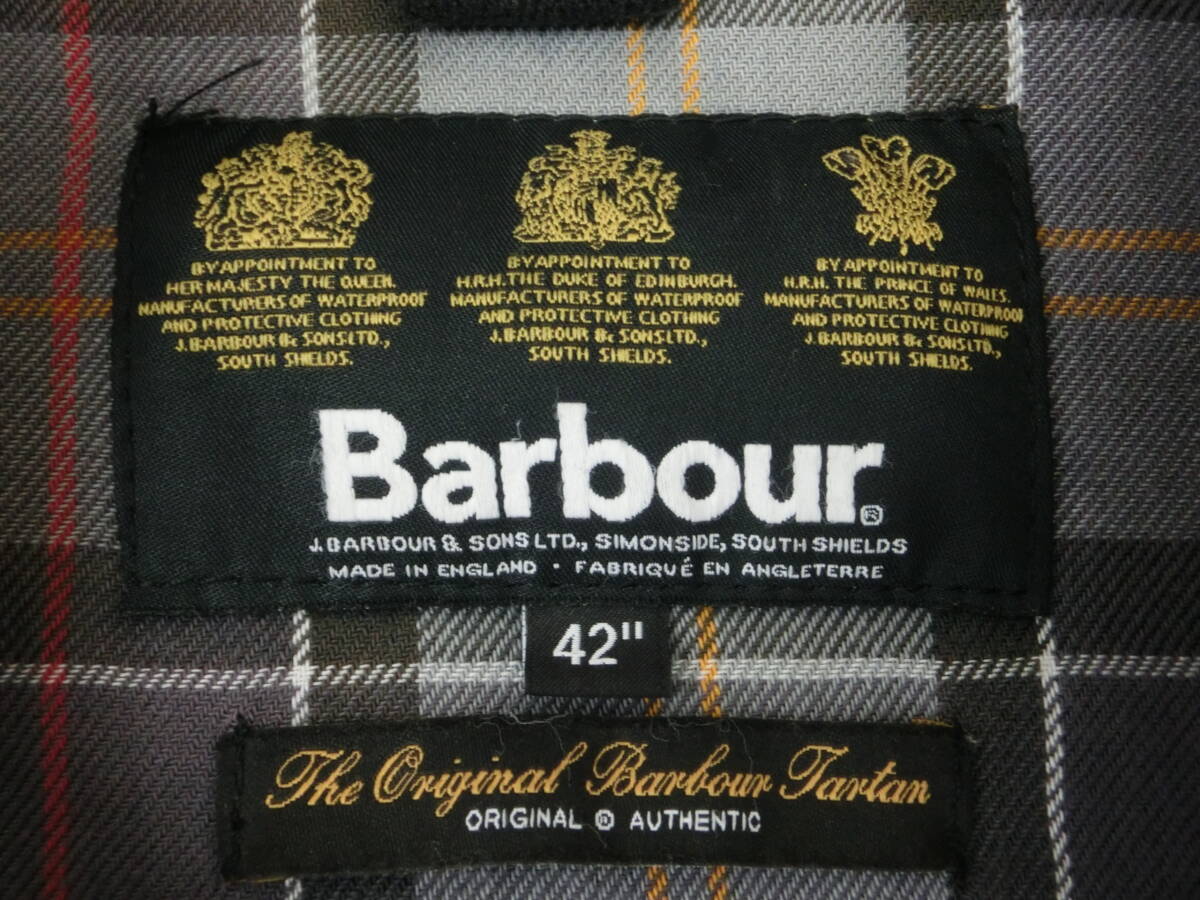 BY APPOINTMENT TO
HER MAJESTY THE QUEEN.
MANUFACTURERS OF WATERPROOF
AND PROTECTIVE CLOTHING
J. BARBOUR & SONS LTD.,
SOUTH SHIELDS.
BY APPOINTMENT TO
H.R.H. THE DUKE OF EDINBURGH.
MANUFACTURERS OF WATERPROOF
AND PROTECTIVE CLOTHING
J. BARBOUR & SONS LTD.,
SOUTH SHIELDS.
BY APPOINTMENT TO
H.R.H. THE PRINCE OF WALES.
MANUFACTURERS OF WATERPROOF
AND PROTECTIVE CLOTHING
J. BARBOUR & SONS LTD.,
SOUTH SHIELDS.
Barbour®
J. BARBOUR & SONS LTD., SIMONSIDE, SOUTH SHIELDS
MADE IN ENGLAND · FABRIQUÉ EN ANGLETERRE
42"
The Original Barbour Tartan
ORIGINAL ® AUTHENTIC